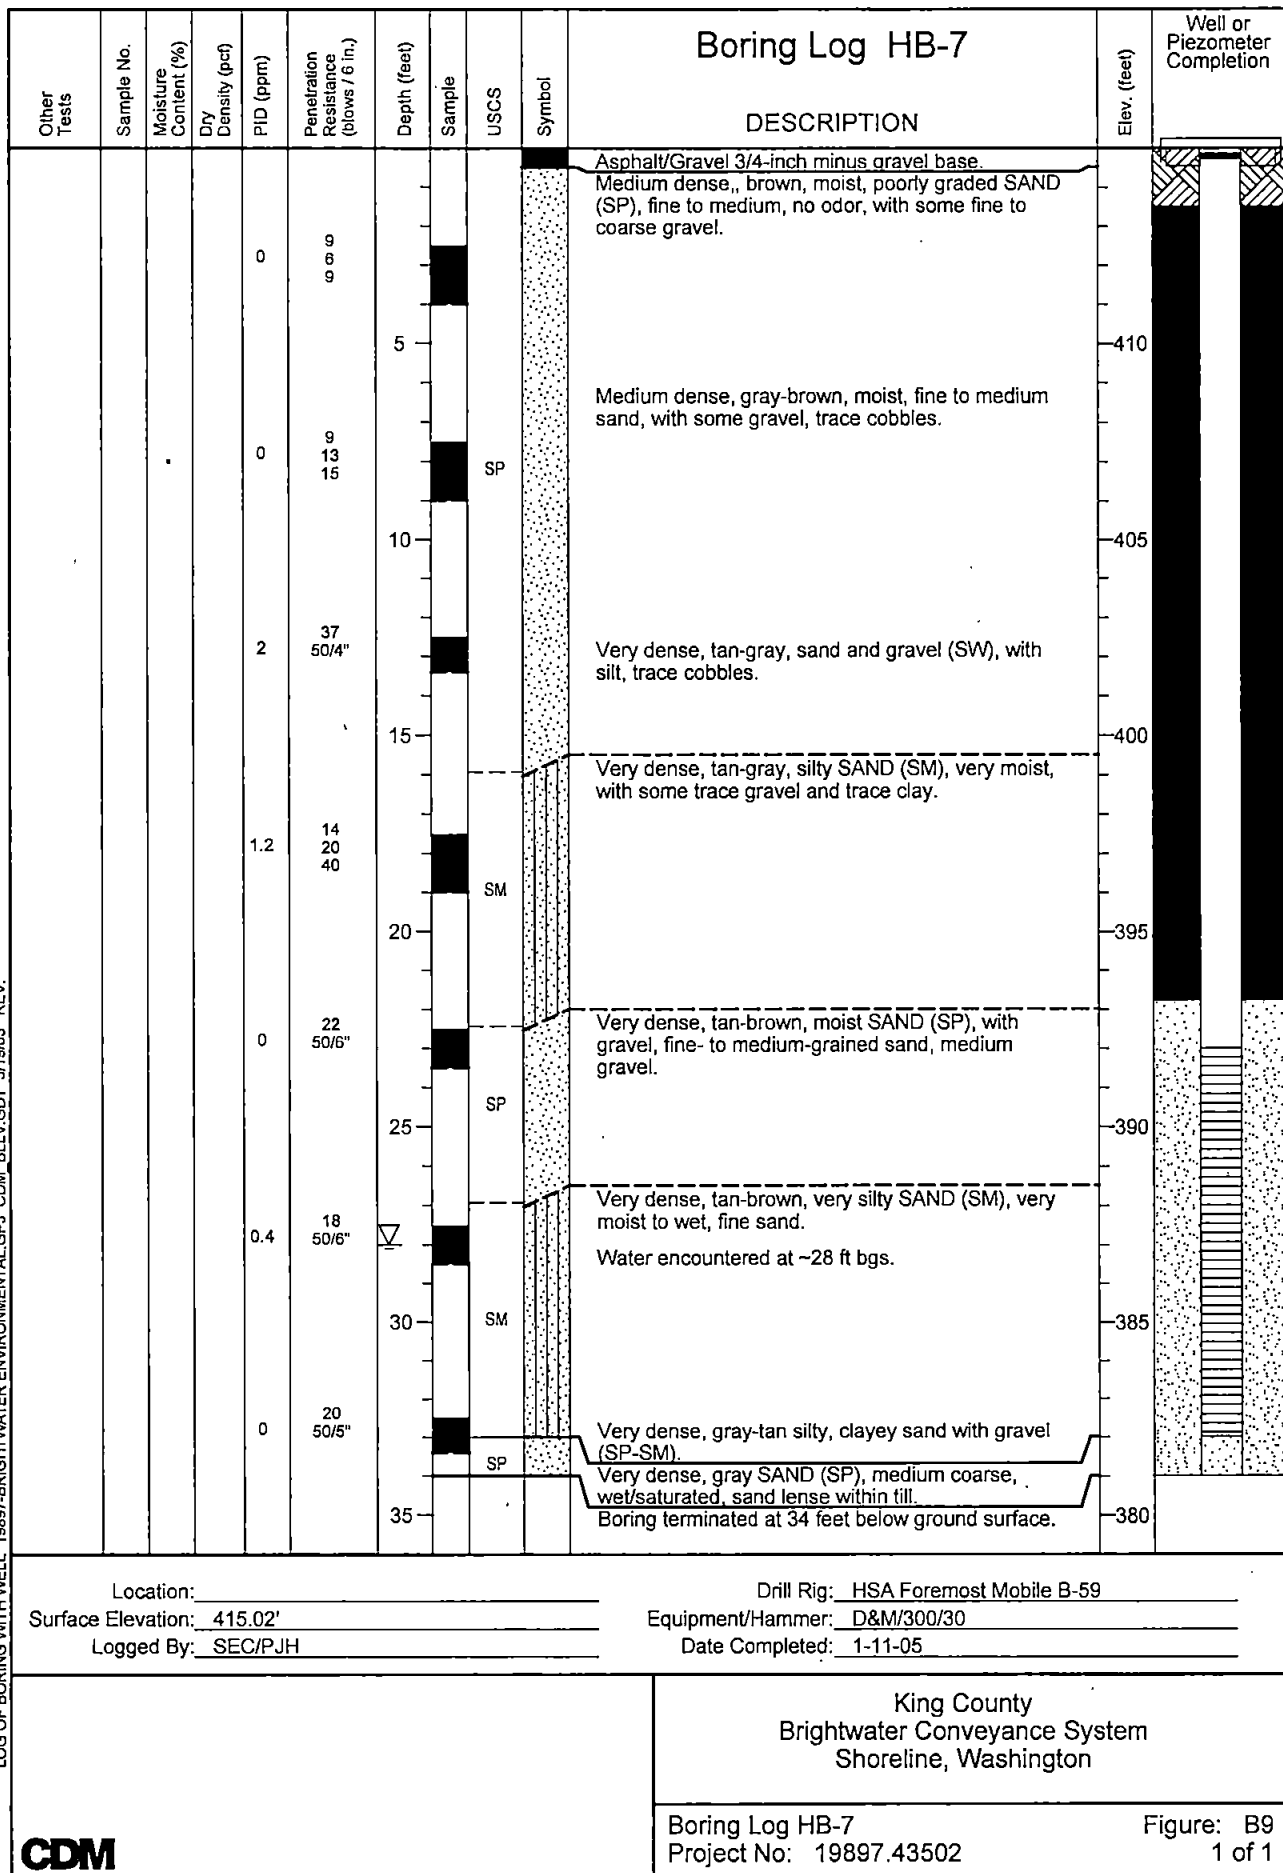 Other
Tests
Sample No.
Moisture
Content (%)
Dry
Density (pcf)
PID (ppm)
Penetration
Resistance
(blows / 6 in.)
Depth (feet)
Sample
USCS
Symbol
Boring Log HB-7
DESCRIPTION
Elev. (feet)
Well or
Piezometer
Completion
Asphalt/Gravel 3/4-inch minus gravel base.
Medium dense,, brown, moist, poorly graded SAND
(SP), fine to medium, no odor, with some fine to
coarse gravel.
0
9
6
9
5
410
Medium dense, gray-brown, moist, fine to medium
sand, with some gravel, trace cobbles.
0
9
13
15
SP
10
405
2
37
50/4"
Very dense, tan-gray, sand and gravel (SW), with
silt, trace cobbles.
15
400
Very dense, tan-gray, silty SAND (SM), very moist,
with some trace gravel and trace clay.
1.2
14
20
40
SM
20
395
0
22
50/6"
Very dense, tan-brown, moist SAND (SP), with
gravel, fine- to medium-grained sand, medium
gravel.
SP
25
390
Very dense, tan-brown, very silty SAND (SM), very
moist to wet, fine sand.
0.4
18
50/6"
Water encountered at ~28 ft bgs.
30
SM
385
0
20
50/5"
Very dense, gray-tan silty, clayey sand with gravel
(SP-SM).
SP
Very dense, gray SAND (SP), medium coarse,
wet/saturated, sand lense within till.
35
Boring terminated at 34 feet below ground surface.
380
Location:
Surface Elevation: 415.02'
Logged By: SEC/PJH
Drill Rig: HSA Foremost Mobile B-59
Equipment/Hammer: D&M/300/30
Date Completed: 1-11-05
King County
Brightwater Conveyance System
Shoreline, Washington
CDM
Boring Log HB-7
Project No: 19897.43502
Figure: B9
1 of 1